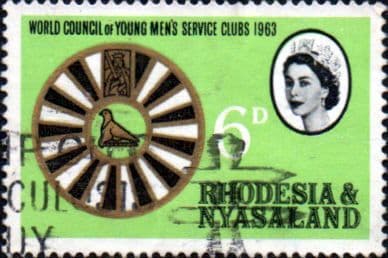 WORLD COUNCIL OF YOUNG MEN'S SERVICE CLUBS 1963
6D
RHODESIA &
NYASALAND